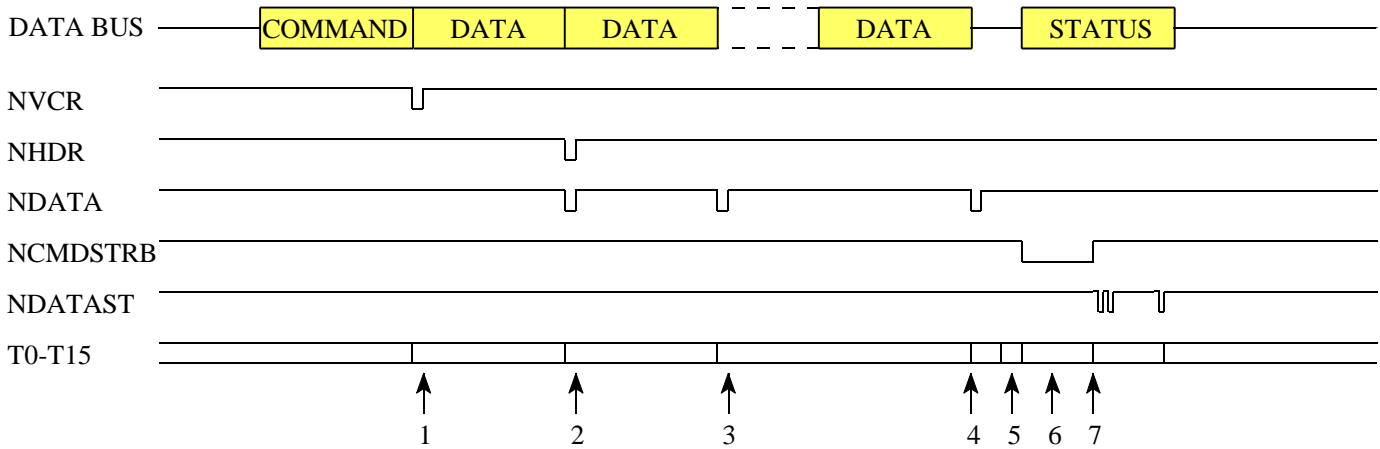 DATA BUS COMMAND DATA DATA DATA STATUS
NVCR
NHDR
NDATA
NCMDSTRB
NDATAST
T0-T15
1 2 3 4 5 6 7